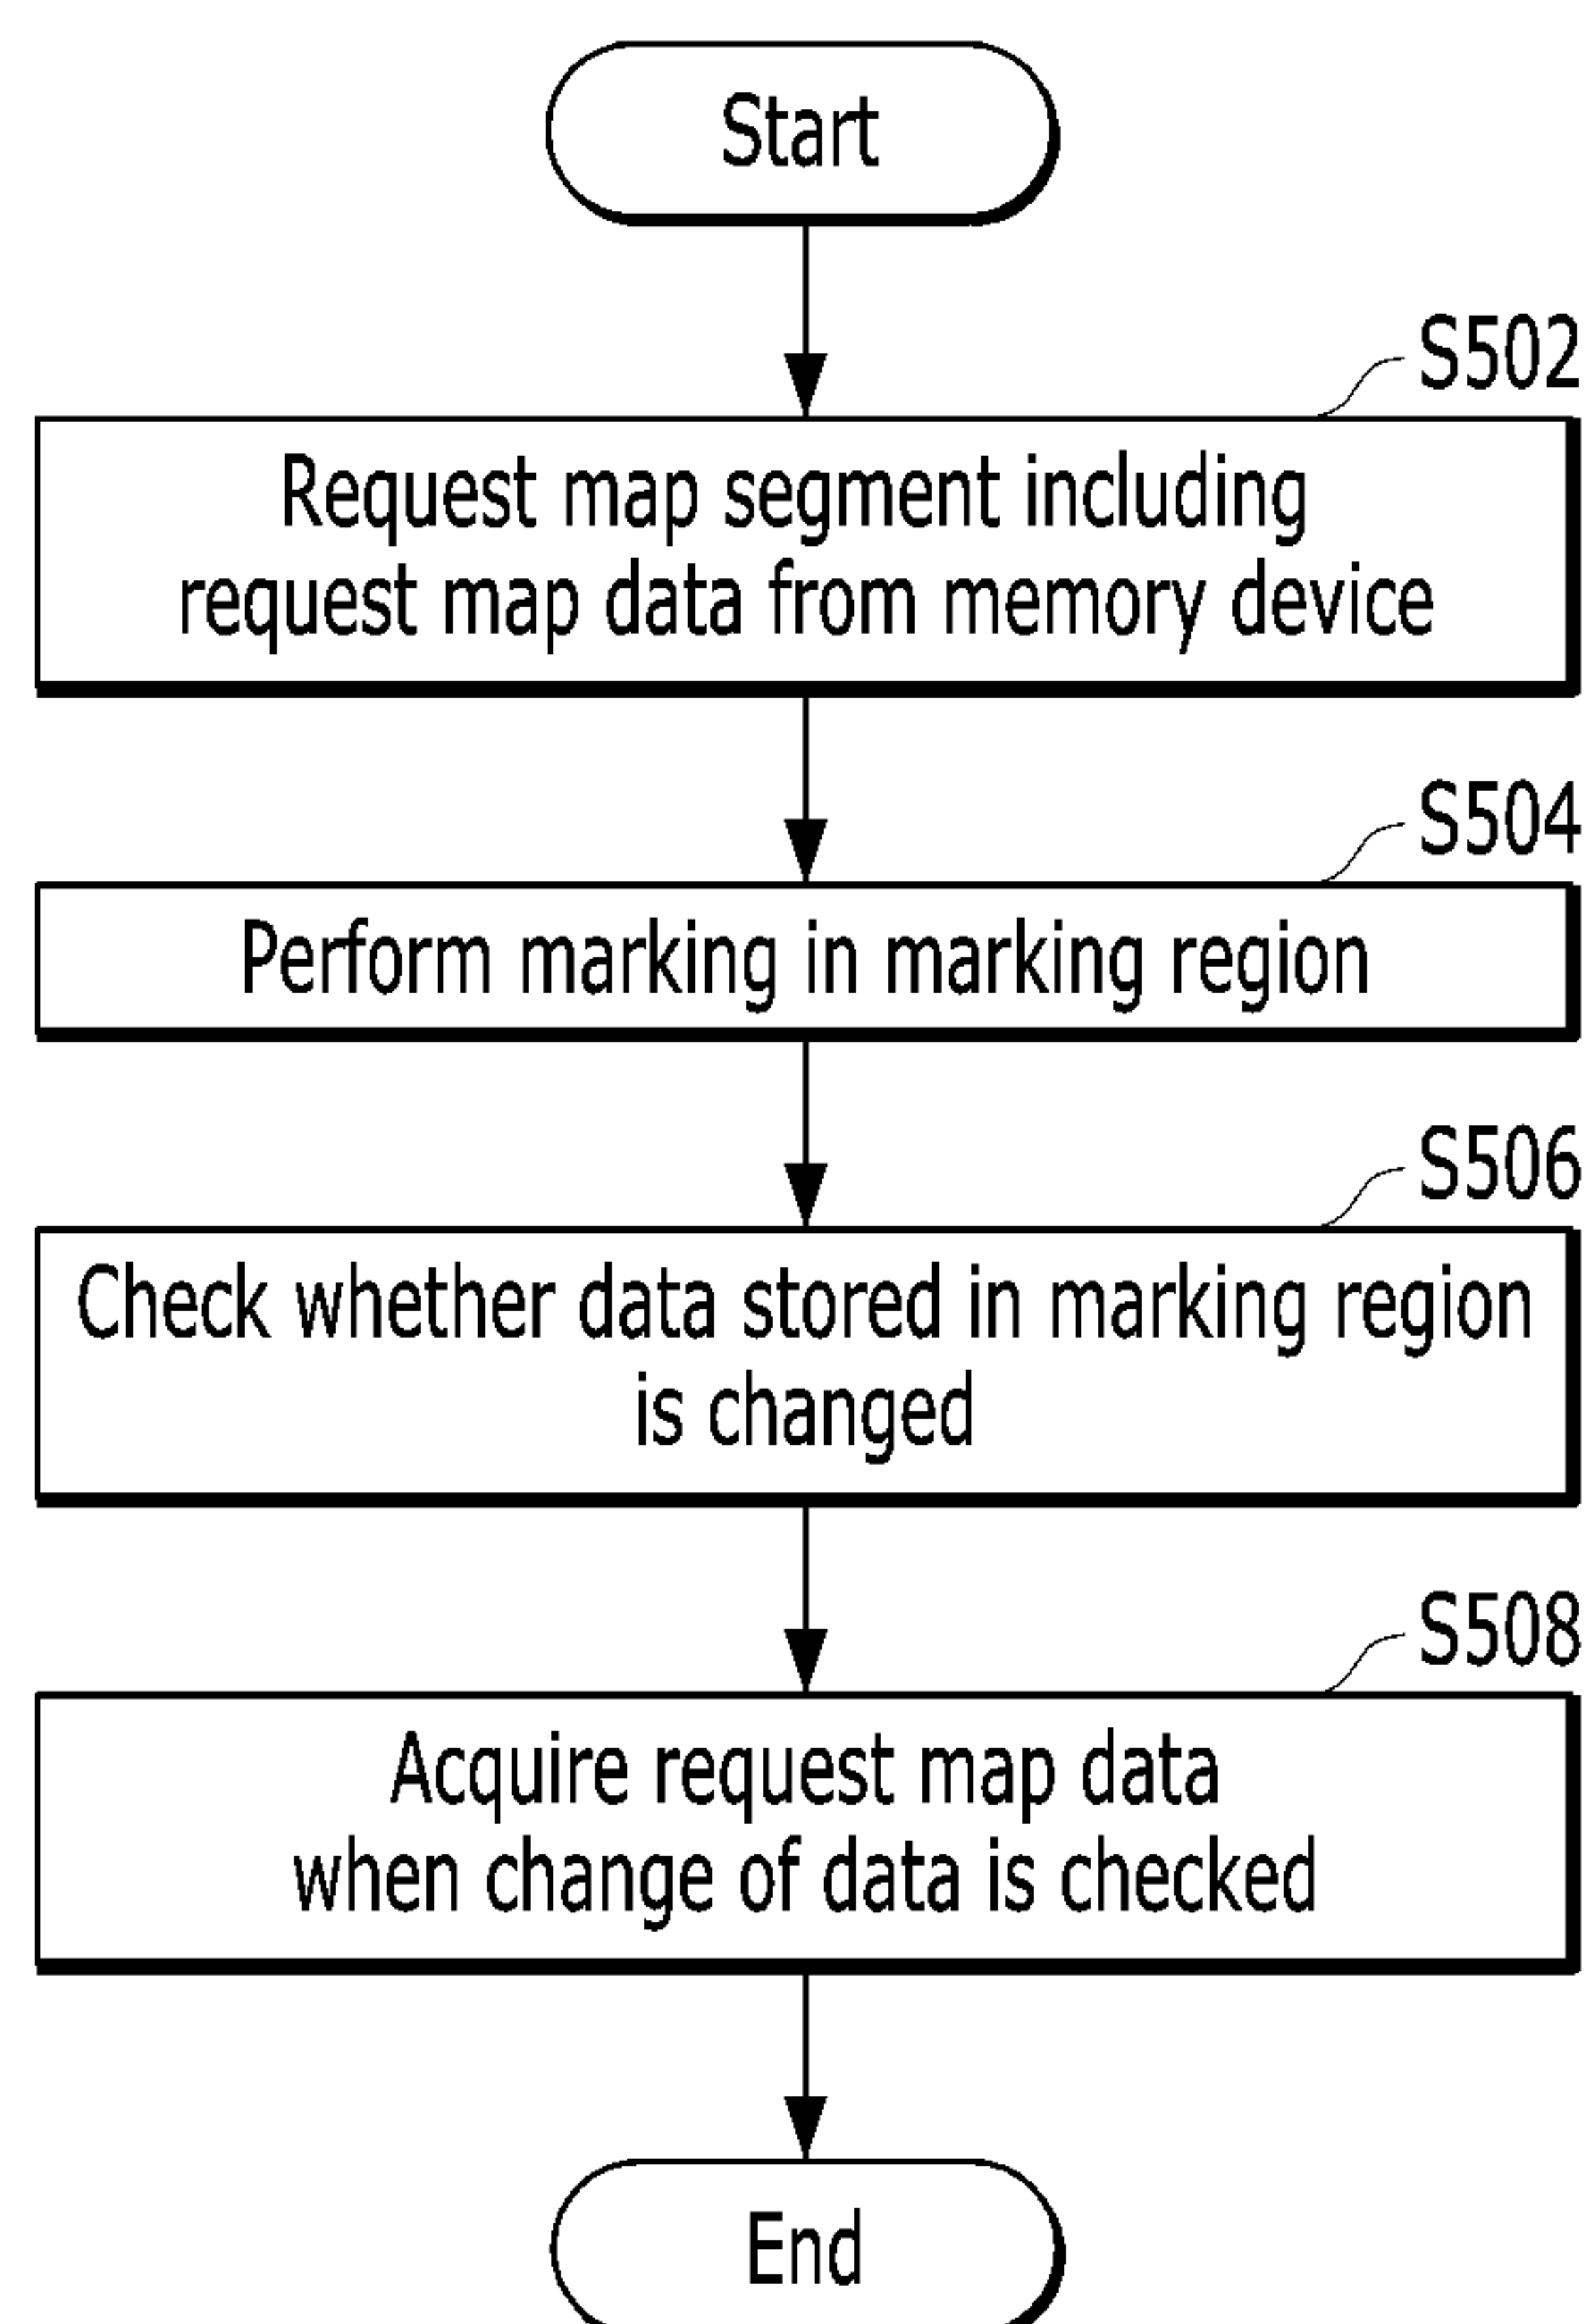 Start
S502
Request map segment including
request map data from memory device
S504
Perform marking in marking region
S506
Check whether data stored in marking region
is changed
S508
Acquire request map data
when change of data is checked
End